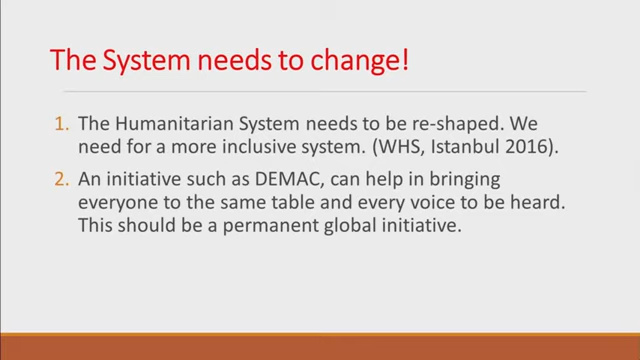 The System needs to change!
1. The Humanitarian System needs to be re-shaped. We
need for a more inclusive system. (WHS, Istanbul 2016).
2. An initiative such as DEMAC, can help in bringing
everyone to the same table and every voice to be heard.
This should be a permanent global initiative.